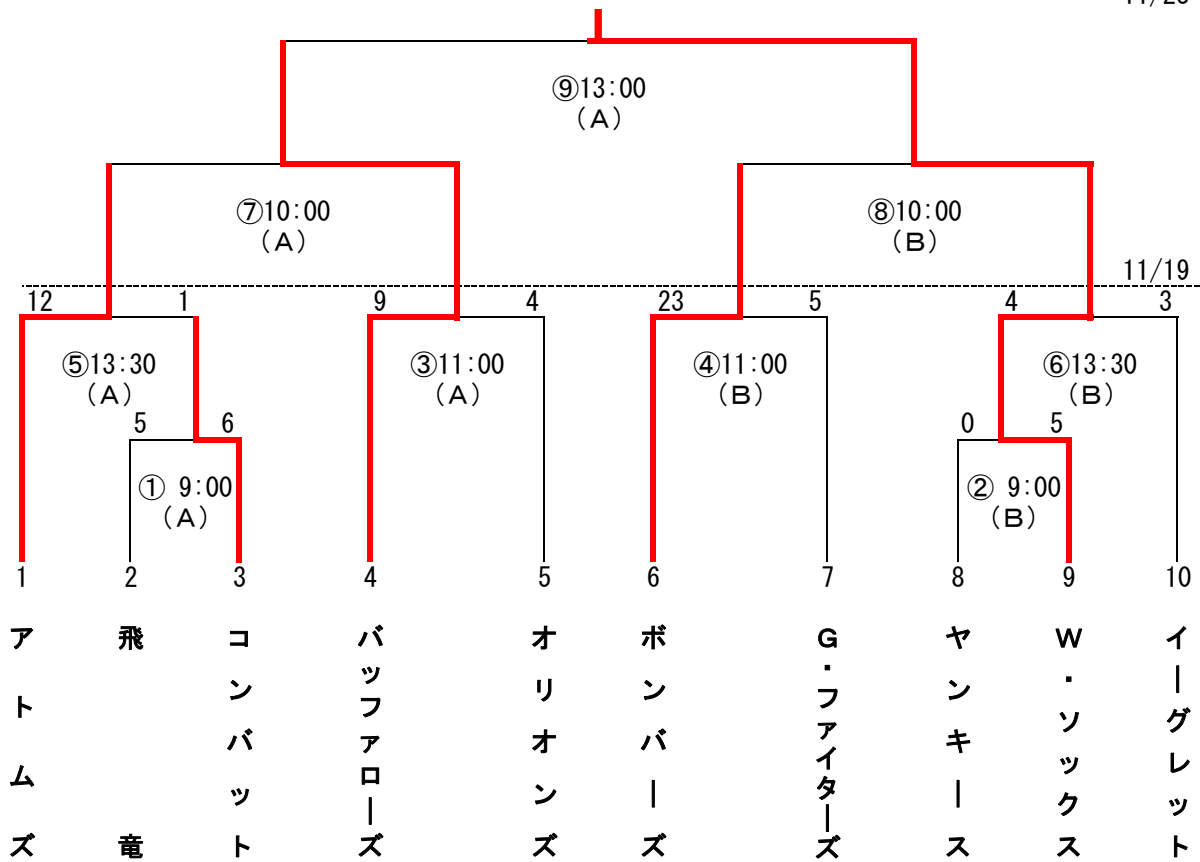 ⑨13:00
(A)
⑦10:00
(A)
⑧10:00
(B)
11/19
12 1 9 4 23 5 4 3
⑤13:30
(A)
③11:00
(A)
④11:00
(B)
⑥13:30
(B)
5 6 0 5
① 9:00
(A)
② 9:00
(B)
1 2 3 4 5 6 7 8 9 10
アトムズ
飛竜
コンバット
バッファローズ
オリオンズ
ボンバーズ
G・ファイターズ
ヤンキース
W・ソックス
イーグレット